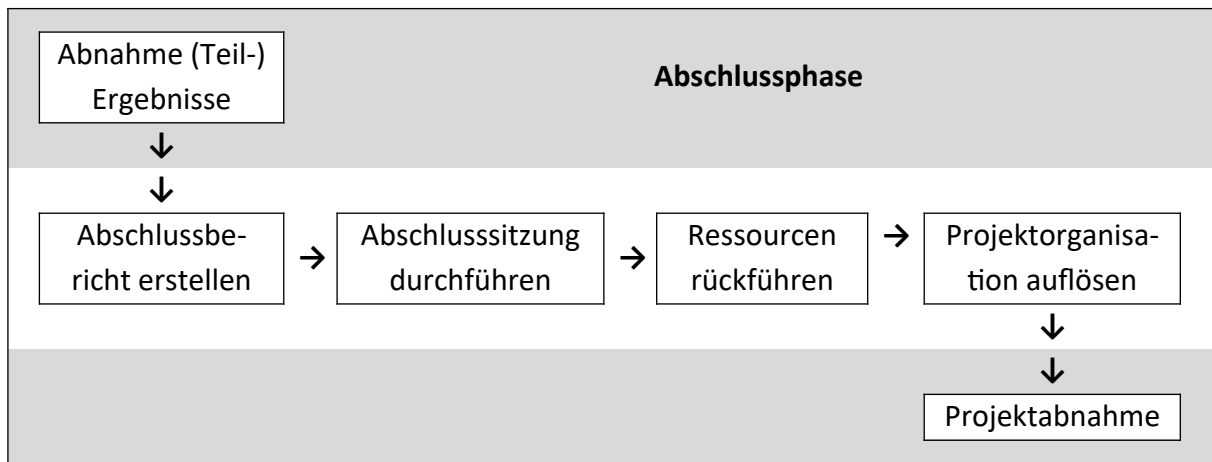 Abnahme (Teil-)
Ergebnisse
Abschlussphase
↓
↓
Abschlussbe-
richt erstellen
→
Abschlusssitzung
durchführen
→
Ressourcen
rückführen
→
Projektorganisa-
tion auflösen
↓
↓
Projektabnahme